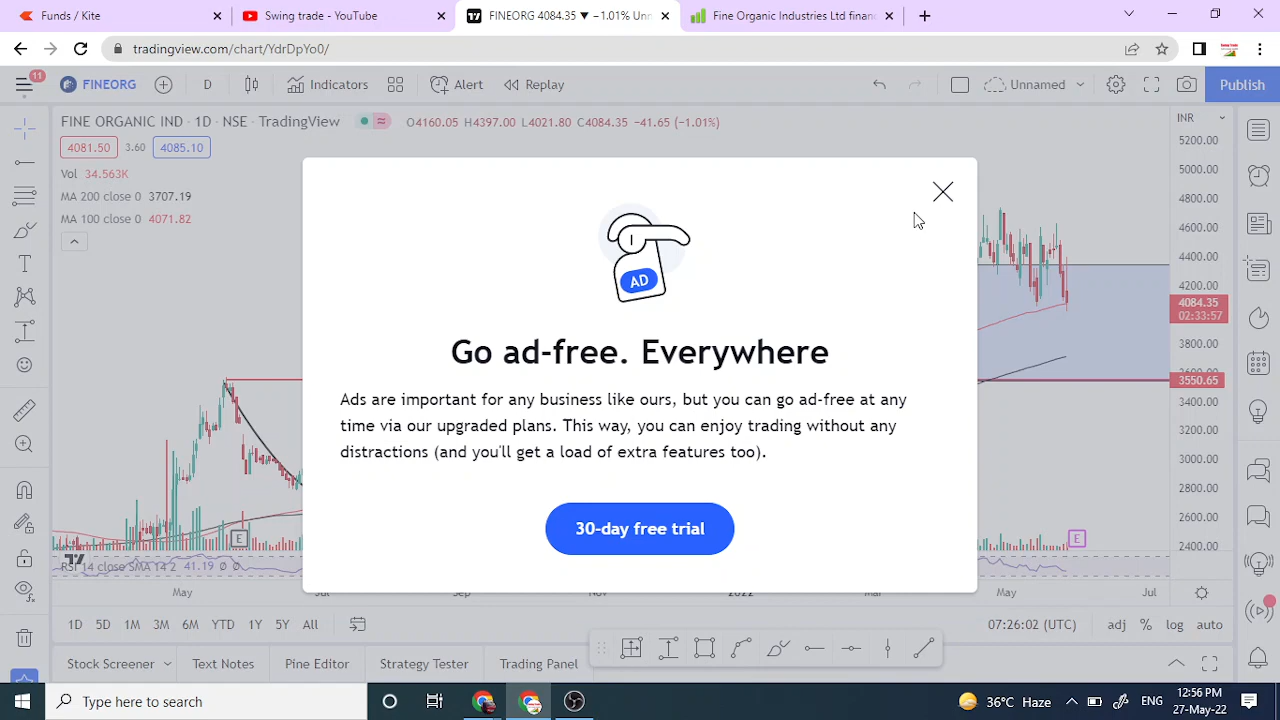 Swing trade - YouTube
FINEORG 4084.35 ▼ −1.01% Unn
Fine Organic Industries Ltd financ
tradingview.com/chart/YdrDpYo0/
11
FINEORG
D
Indicators
Alert
Replay
Unnamed
Publish
FINE ORGANIC IND · 1D · NSE · TradingView
O4160.05 H4397.00 L4021.80 C4084.35 −41.65 (−1.01%)
INR
4081.50 3.60 4085.10
Vol 34.563K
MA 200 close 0 3707.19
MA 100 close 0 4071.82
5200.00
5000.00
4800.00
4600.00
4400.00
4200.00
4084.35
02:33:57
3550.65
3400.00
3200.00
3000.00
2800.00
2600.00
2400.00
AD
Go ad-free. Everywhere
Ads are important for any business like ours, but you can go ad-free at any
time via our upgraded plans. This way, you can enjoy trading without any
distractions (and you'll get a load of extra features too).
30-day free trial
E
E
RSI 14 close SMA 14 2 41.19 Ø Ø
May Jul Sep Nov 2022 Mar May Jul
1D 5D 1M 3M 6M YTD 1Y 5Y All
07:26:02 (UTC) adj % log auto
Stock Screener Text Notes Pine Editor Strategy Tester Trading Panel
Type here to search
36°C Haze
ENG
12:56 PM
27-May-22